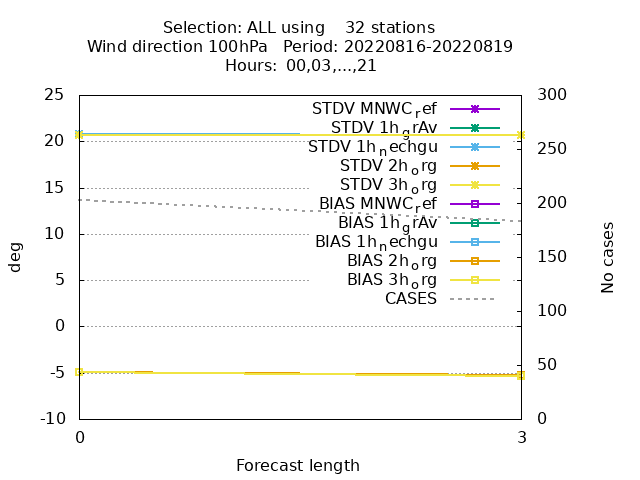 Selection: ALL using    32 stations
Wind direction 100hPa   Period: 20220816-20220819
Hours: 00,03,...,21
25
20
15
10
5
0
-5
-10
300
250
200
150
100
50
0
deg
No cases
STDV MNWC_ref
STDV 1h_grAv
STDV 1h_nechgu
STDV 2h_org
STDV 3h_org
BIAS MNWC_ref
BIAS 1h_grAv
BIAS 1h_nechgu
BIAS 2h_org
BIAS 3h_org
CASES
0
3
Forecast length